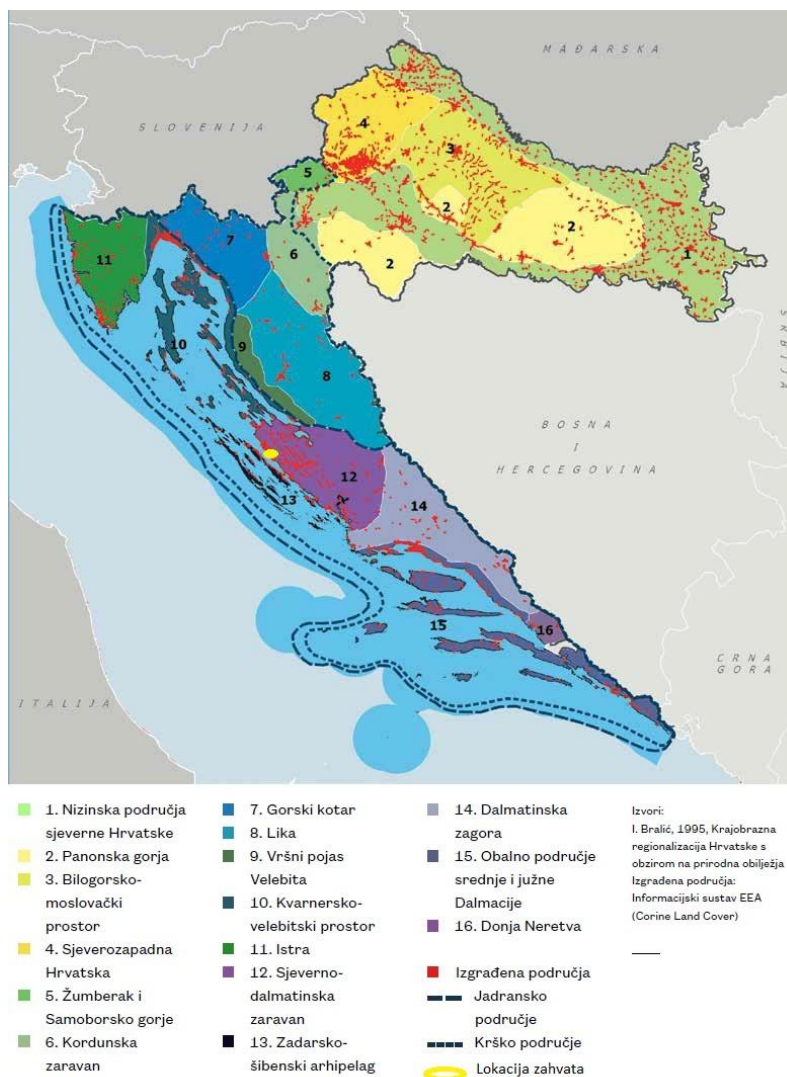 MAĐARSKA
SLOVENIJA
4
3
5
2
2
1
7
6
2
11
SRBIJA
10
9
8
BOSNA
I
HERCEGOVINA
12
13
14
15
16
CRNA
GORA
ITALIJA
1. Nizinska područja
sjeverne Hrvatske
2. Panonska gorja
3. Bilogorsko-
moslovački
prostor
4. Sjeverozapadna
Hrvatska
5. Žumberak i
Samoborsko gorje
6. Kordunska
zaravan
7. Gorski kotar
8. Lika
9. Vršni pojas
Velebita
10. Kvarnersko-
velebitski prostor
11. Istra
12. Sjeverno-
dalmatinska
zaravan
13. Zadarsko-
šibenski arhipelag
14. Dalmatinska
zagora
15. Obalno područje
srednje i južne
Dalmacije
16. Donja Neretva
Izgrađena područja
Jadransko
područje
Krško područje
Lokacija zahvata
Izvori:
I. Bralić, 1995, Krajobrazna
regionalizacija Hrvatske s
obzirom na prirodna obilježja
Izgrađena područja:
Informacijski sustav EEA
(Corine Land Cover)